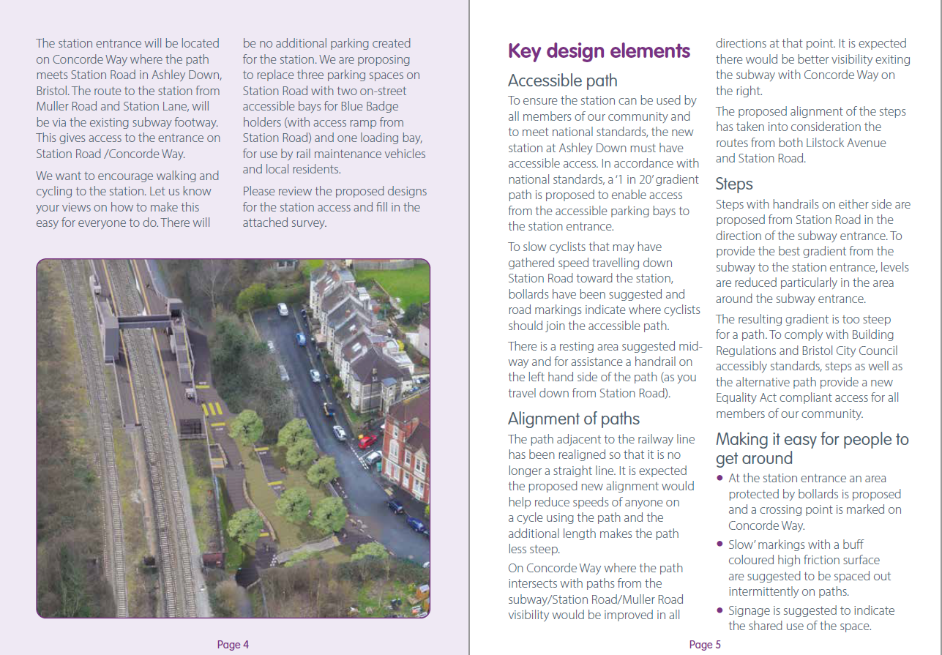 The station entrance will be located
on Concorde Way where the path
meets Station Road in Ashley Down,
Bristol. The route to the station from
Muller Road and Station Lane, will
be via the existing subway footway.
This gives access to the entrance on
Station Road /Concorde Way.
We want to encourage walking and
cycling to the station. Let us know
your views on how to make this
easy for everyone to do. There will
be no additional parking created
for the station. We are proposing
to replace three parking spaces on
Station Road with two on-street
accessible bays for Blue Badge
holders (with access ramp from
Station Road) and one loading bay,
for use by rail maintenance vehicles
and local residents.
Please review the proposed designs
for the station access and fill in the
attached survey.
Page 4
Key design elements
Accessible path
To ensure the station can be used by
all members of our community and
to meet national standards, the new
station at Ashley Down must have
accessible access. In accordance with
national standards, a '1 in 20' gradient
path is proposed to enable access
from the accessible parking bays to
the station entrance.
To slow cyclists that may have
gathered speed travelling down
Station Road toward the station,
bollards have been suggested and
road markings indicate where cyclists
should join the accessible path.
There is a resting area suggested mid-
way and for assistance a handrail on
the left hand side of the path (as you
travel down from Station Road).
Alignment of paths
The path adjacent to the railway line
has been realigned so that it is no
longer a straight line. It is expected
the proposed new alignment would
help reduce speeds of anyone on
a cycle using the path and the
additional length makes the path
less steep.
On Concorde Way where the path
intersects with paths from the
subway/Station Road/Muller Road
visibility would be improved in all
directions at that point. It is expected
there would be better visibility exiting
the subway with Concorde Way on
the right.
The proposed alignment of the steps
has taken into consideration the
routes from both Lilstock Avenue
and Station Road.
Steps
Steps with handrails on either side are
proposed from Station Road in the
direction of the subway entrance. To
provide the best gradient from the
subway to the station entrance, levels
are reduced particularly in the area
around the subway entrance.
The resulting gradient is too steep
for a path. To comply with Building
Regulations and Bristol City Council
accessibly standards, steps as well as
the alternative path provide a new
Equality Act compliant access for all
members of our community.
Making it easy for people to
get around
• At the station entrance an area
protected by bollards is proposed
and a crossing point is marked on
Concorde Way.
• Slow' markings with a buff
coloured high friction surface
are suggested to be spaced out
intermittently on paths.
• Signage is suggested to indicate
the shared use of the space.
Page 5